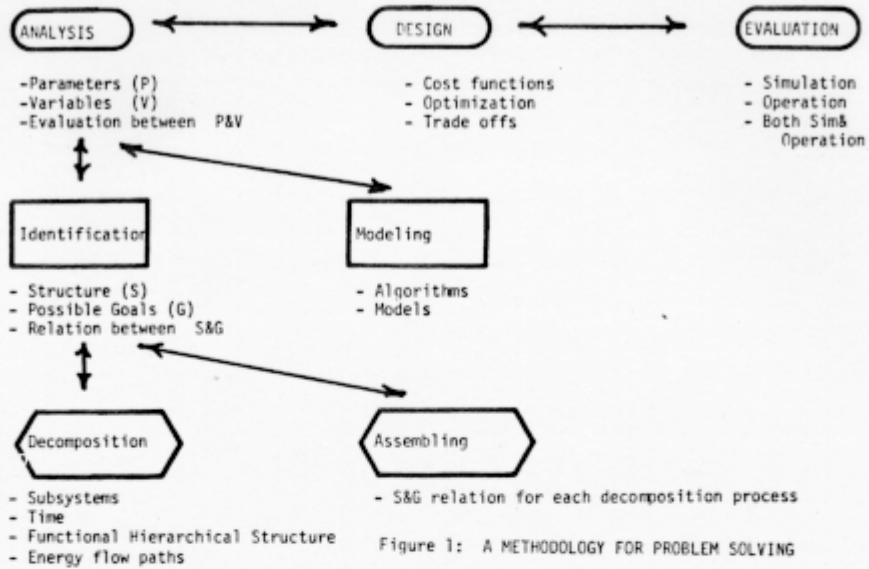 ANALYSIS
DESIGN
EVALUATION
-Parameters (P)
-Variables (V)
-Evaluation between P&V
- Cost functions
- Optimization
- Trade offs
- Simulation
- Operation
- Both Sim&
Operation
Identification
Modeling
- Structure (S)
- Possible Goals (G)
- Relation between S&G
- Algorithms
- Models
Decomposition
Assembling
- Subsystems
- Time
- Functional Hierarchical Structure
- Energy flow paths
- S&G relation for each decomposition process
Figure 1: A METHODOLOGY FOR PROBLEM SOLVING